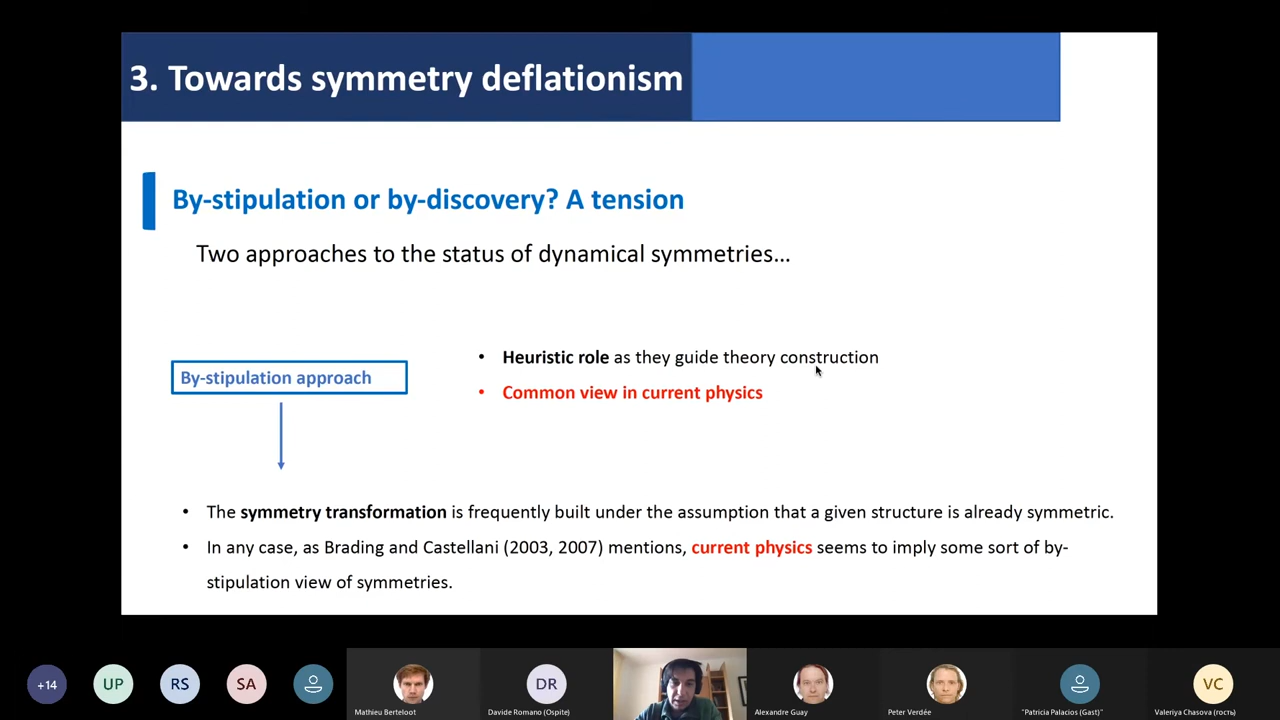 3. Towards symmetry deflationism
By-stipulation or by-discovery? A tension
Two approaches to the status of dynamical symmetries...
By-stipulation approach
• Heuristic role as they guide theory construction
• Common view in current physics
• The symmetry transformation is frequently built under the assumption that a given structure is already symmetric.
• In any case, as Brading and Castellani (2003, 2007) mentions, current physics seems to imply some sort of by-
stipulation view of symmetries.
+14
UP
RS
SA
DR
VC
Mathieu Berteloot
Davide Romano (Ospite)
Alexandre Guay
Peter Verdée
"Patricia Palacios (Gast)"
Valeriya Chasova (гость)